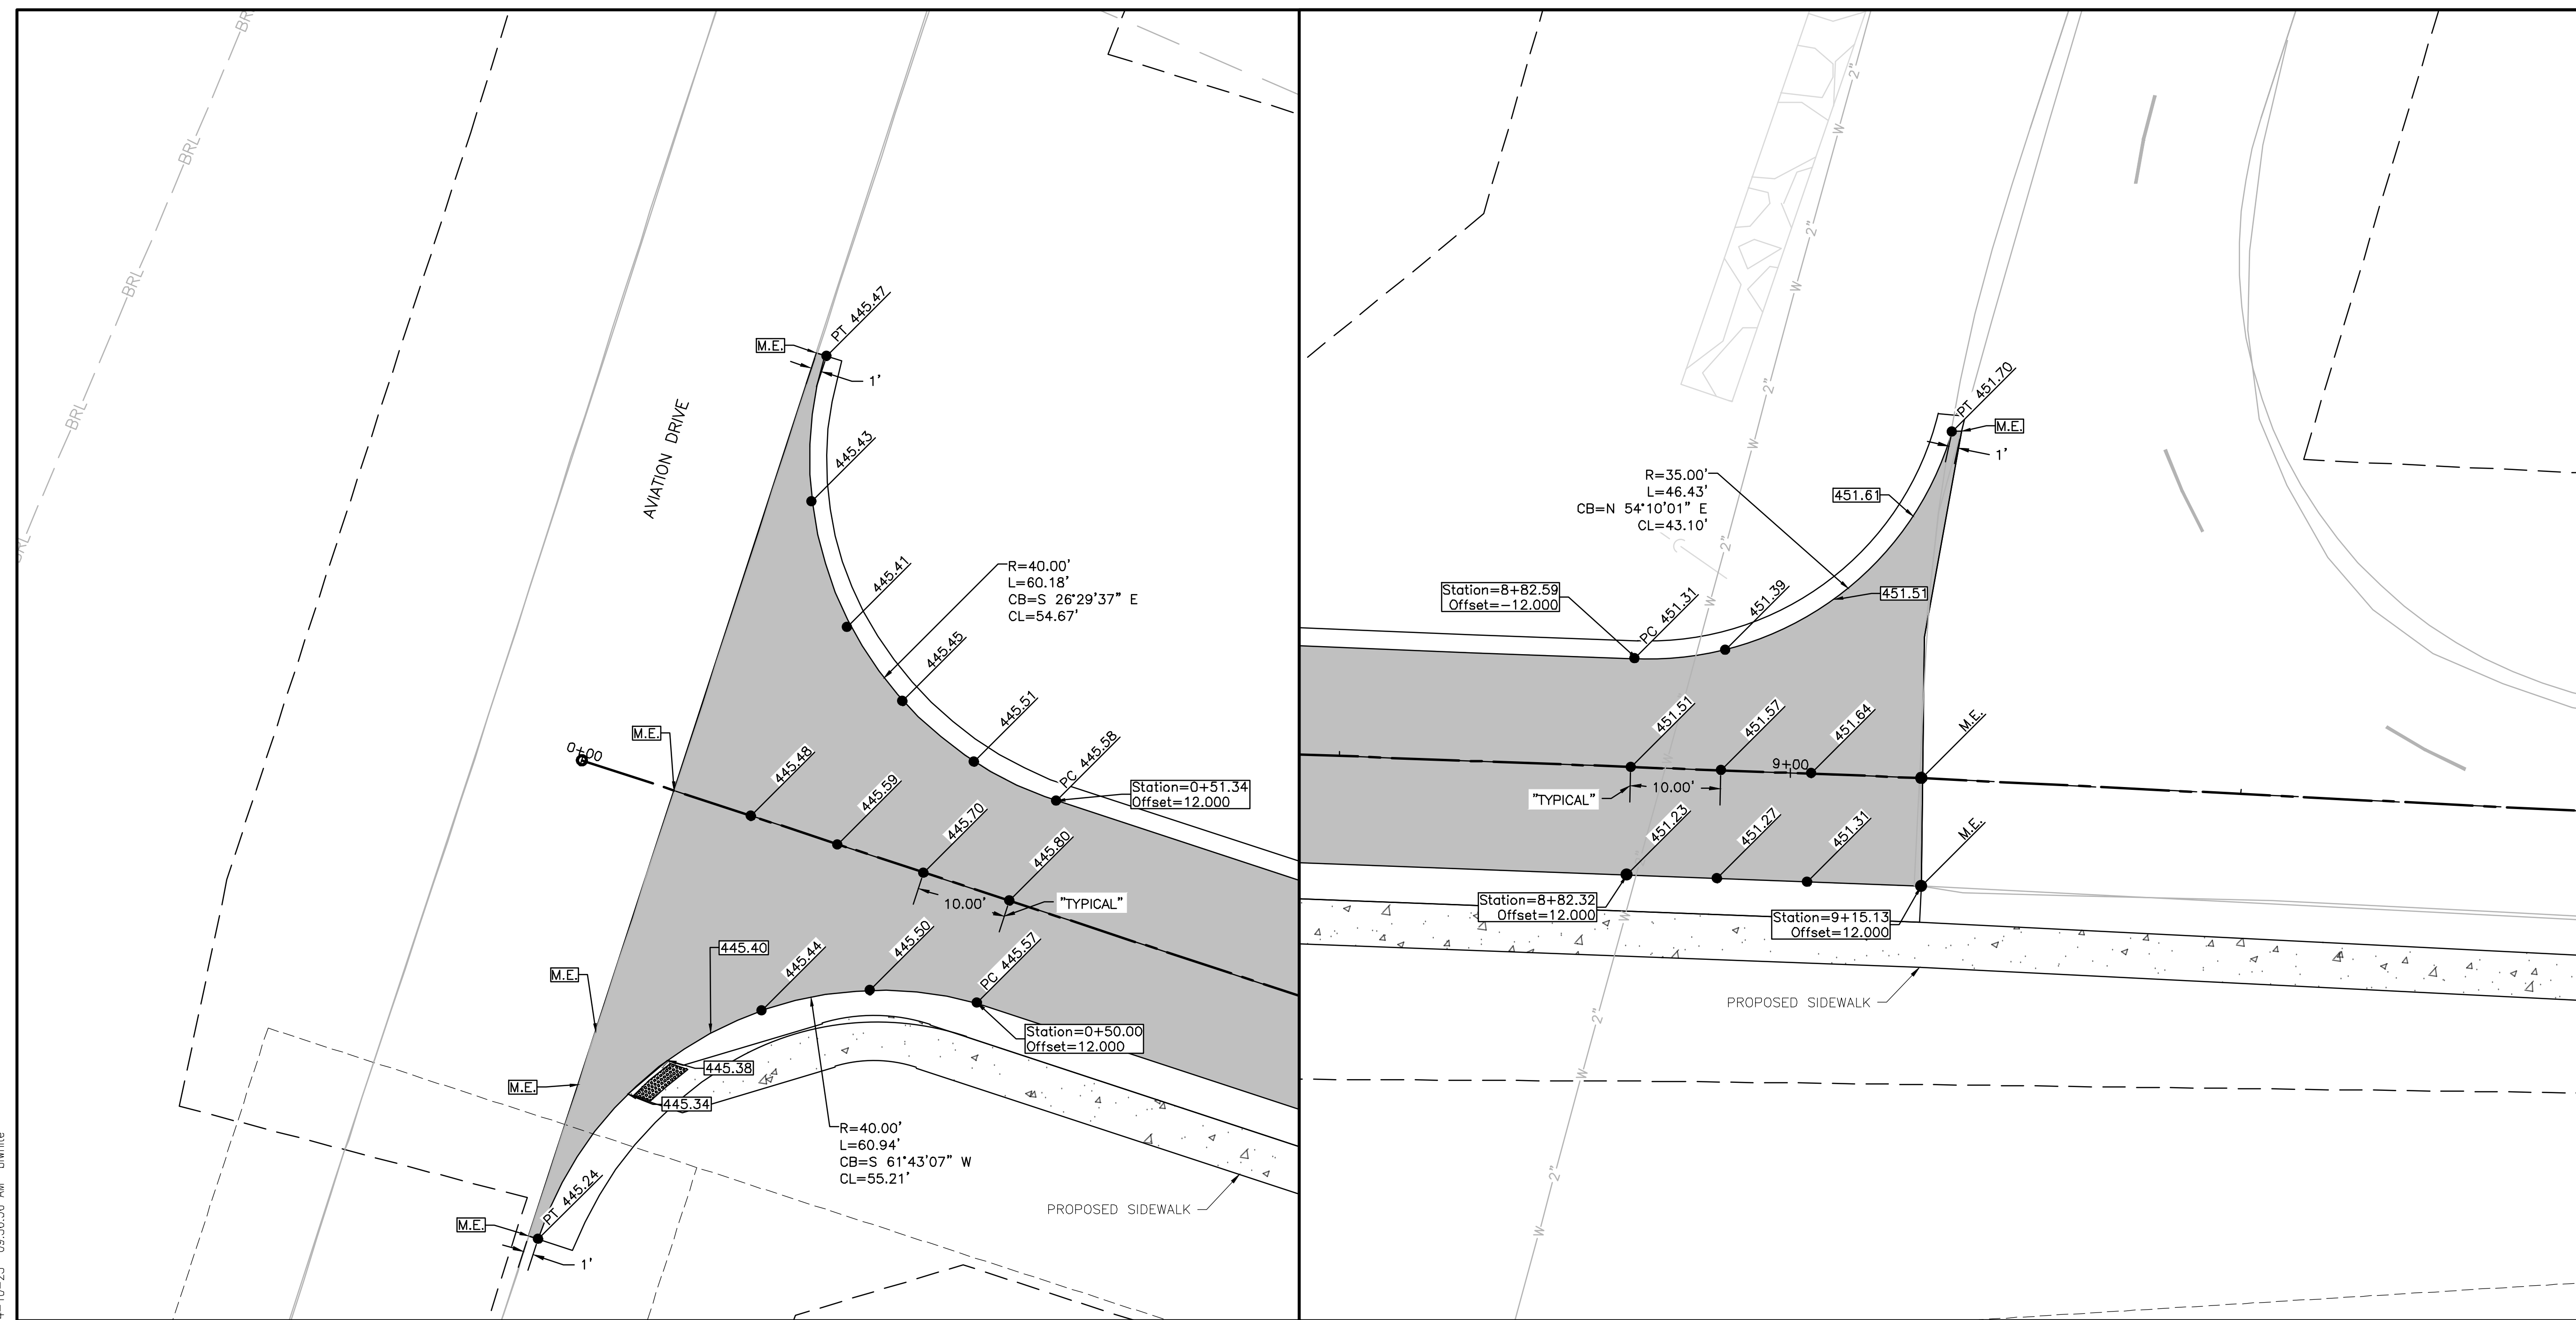 BRL
BRL
BRL
BRL
BRL
AVIATION DRIVE
M.E.
PT 445.47
1'
445.43
445.41
445.45
R=40.00'
L=60.18'
CB=S 26°29'37" E
CL=54.67'
445.51
PC 445.58
Station=0+51.34
Offset=12.000
M.E.
0+00
445.48
445.59
445.70
445.80
10.00'
"TYPICAL"
445.40
445.44
445.50
PC 445.57
Station=0+50.00
Offset=12.000
M.E.
M.E.
445.38
445.34
R=40.00'
L=60.94'
CB=S 61°43'07" W
CL=55.21'
PT 445.24
M.E.
1'
PROPOSED SIDEWALK
2"
W
2"
W
2"
W
2"
W
W
2"
W
2"
W
2"
W
PT 451.70
M.E.
1'
R=35.00'
L=46.43'
CB=N 54°10'01" E
CL=43.10'
451.61
451.51
Station=8+82.59
Offset=-12.000
PC 451.31
451.39
451.51
451.57
451.64
9+00
M.E.
"TYPICAL"
10.00'
451.23
451.27
451.31
M.E.
Station=8+82.32
Offset=12.000
Station=9+15.13
Offset=12.000
PROPOSED SIDEWALK